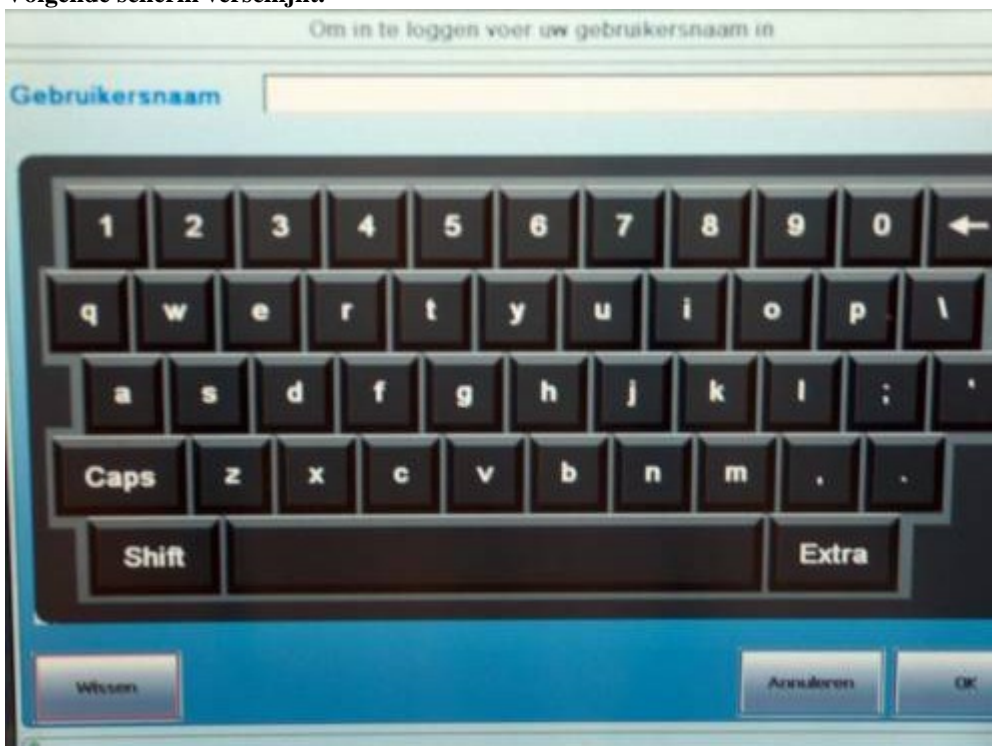 Volgende scherm verschijnt:
Om in te loggen voer uw gebruikersnaam in
Gebruikersnaam
1 2 3 4 5 6 7 8 9 0 ←
q w e r t y u i o p \
a s d f g h j k l ; '
Caps z x c v b n m , .
Shift Extra
Wissen Annuleren OK